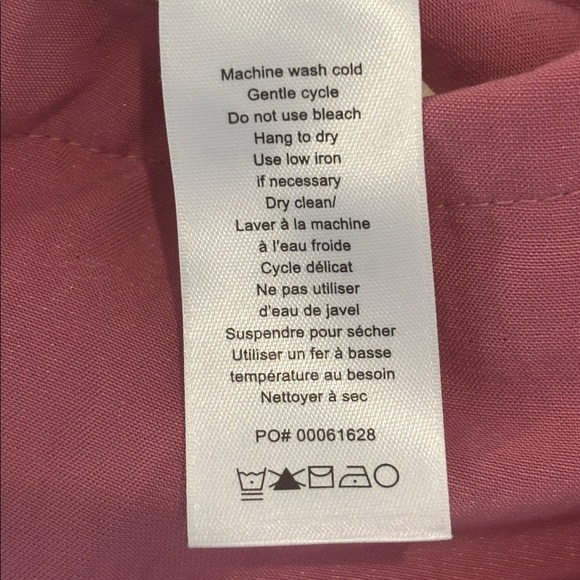 Machine wash cold
Gentle cycle
Do not use bleach
Hang to dry
Use low iron
if necessary
Dry clean/
Laver à la machine
à l'eau froide
Cycle délicat
Ne pas utiliser
d'eau de javel
Suspendre pour sécher
Utiliser un fer à basse
température au besoin
Nettoyer à sec
PO# 00061628